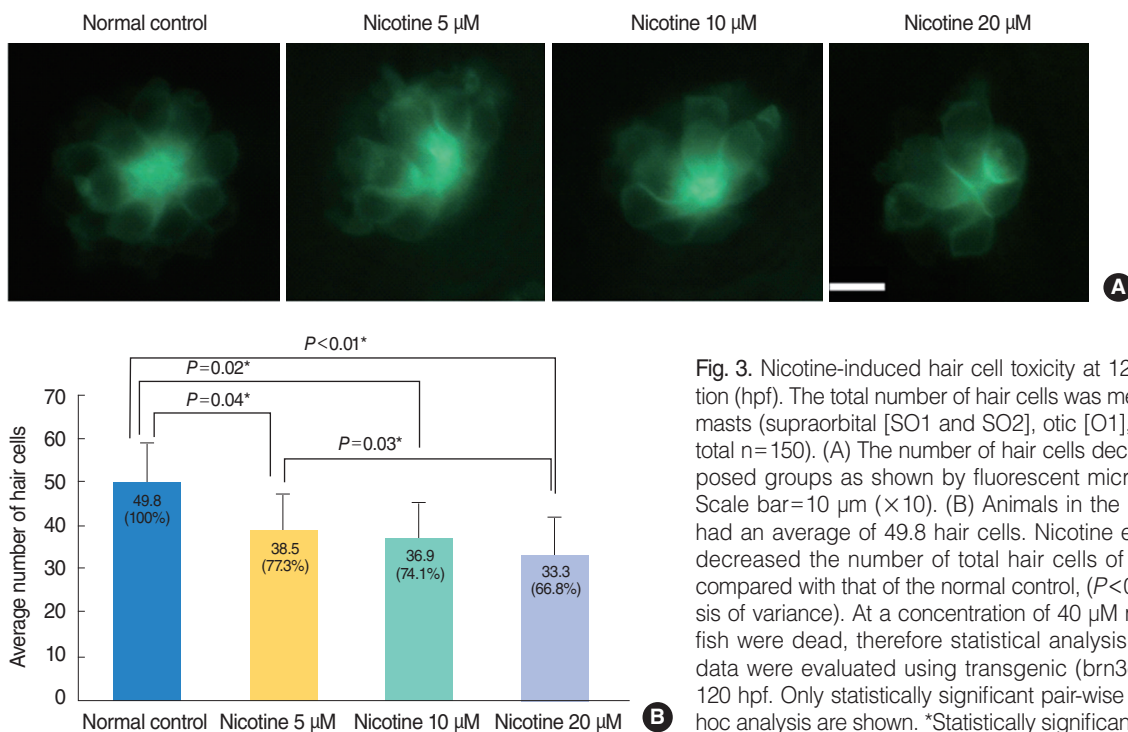 Normal control
Nicotine 5 μM
Nicotine 10 μM
Nicotine 20 μM
A
P<0.01*
P=0.02*
P=0.04*
P=0.03*
Average number of hair cells
70
60
50
40
30
20
10
0
49.8
(100%)
38.5
(77.3%)
36.9
(74.1%)
33.3
(66.8%)
Normal control
Nicotine 5 μM
Nicotine 10 μM
Nicotine 20 μM
B
Fig. 3. Nicotine-induced hair cell toxicity at 12
tion (hpf). The total number of hair cells was me
masts (supraorbital [SO1 and SO2], otic [O1],
total n=150). (A) The number of hair cells dec
posed groups as shown by fluorescent micr
Scale bar=10 μm (×10). (B) Animals in the
had an average of 49.8 hair cells. Nicotine e
decreased the number of total hair cells of
compared with that of the normal control, (P<0
sis of variance). At a concentration of 40 μM
fish were dead, therefore statistical analysis
data were evaluated using transgenic (brn3
120 hpf. Only statistically significant pair-wise
hoc analysis are shown. *Statistically significan